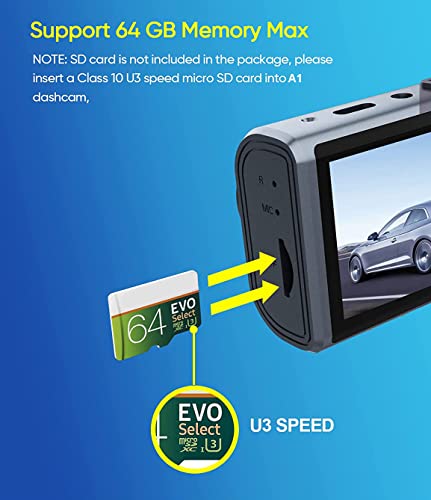 Support 64 GB Memory Max
NOTE: SD card is not included in the package, please
insert a Class 10 U3 speed micro SD card into A1
dashcam,
R
MIC
64
EVO
Select
micro
SD
XC I U3
EVO
Select
micro
SD
XC I U3
U3 SPEED